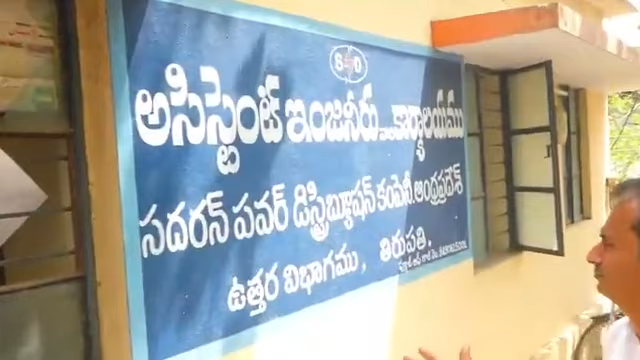 అసిస్టెంట్ ఇంజనీరు వారి కార్యాలయము
సదరన్ పవర్ డిస్ట్రిబ్యూషన్ కంపెనీ. ఆంధ్రప్రదేశ్
ఉత్తర విభాగము, తిరుపతి.